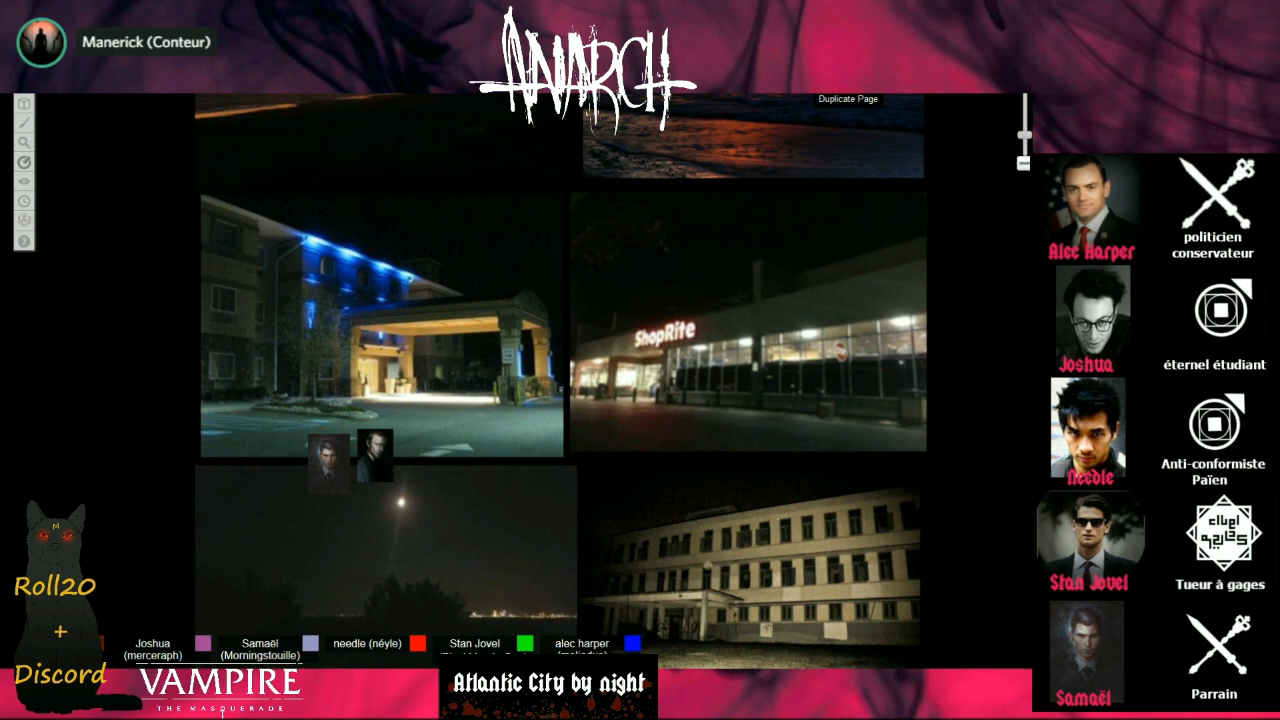 Manerick (Conteur)
ANARCH
Duplicate Page
ShopRite
Alec Harper
politicien
conservateur
Joshua
éternel étudiant
Needle
Anti-conformiste
Païen
Stan Jovel
Tueur à gages
Samaël
Parrain
M
Roll20
+
Discord
Joshua
(merceraph)
Samaël
(Morningstouille)
needle (néyle)
Stan Jovel
alec harper
VAMPIRE
THE MASQUERADE
Atlantic City by night